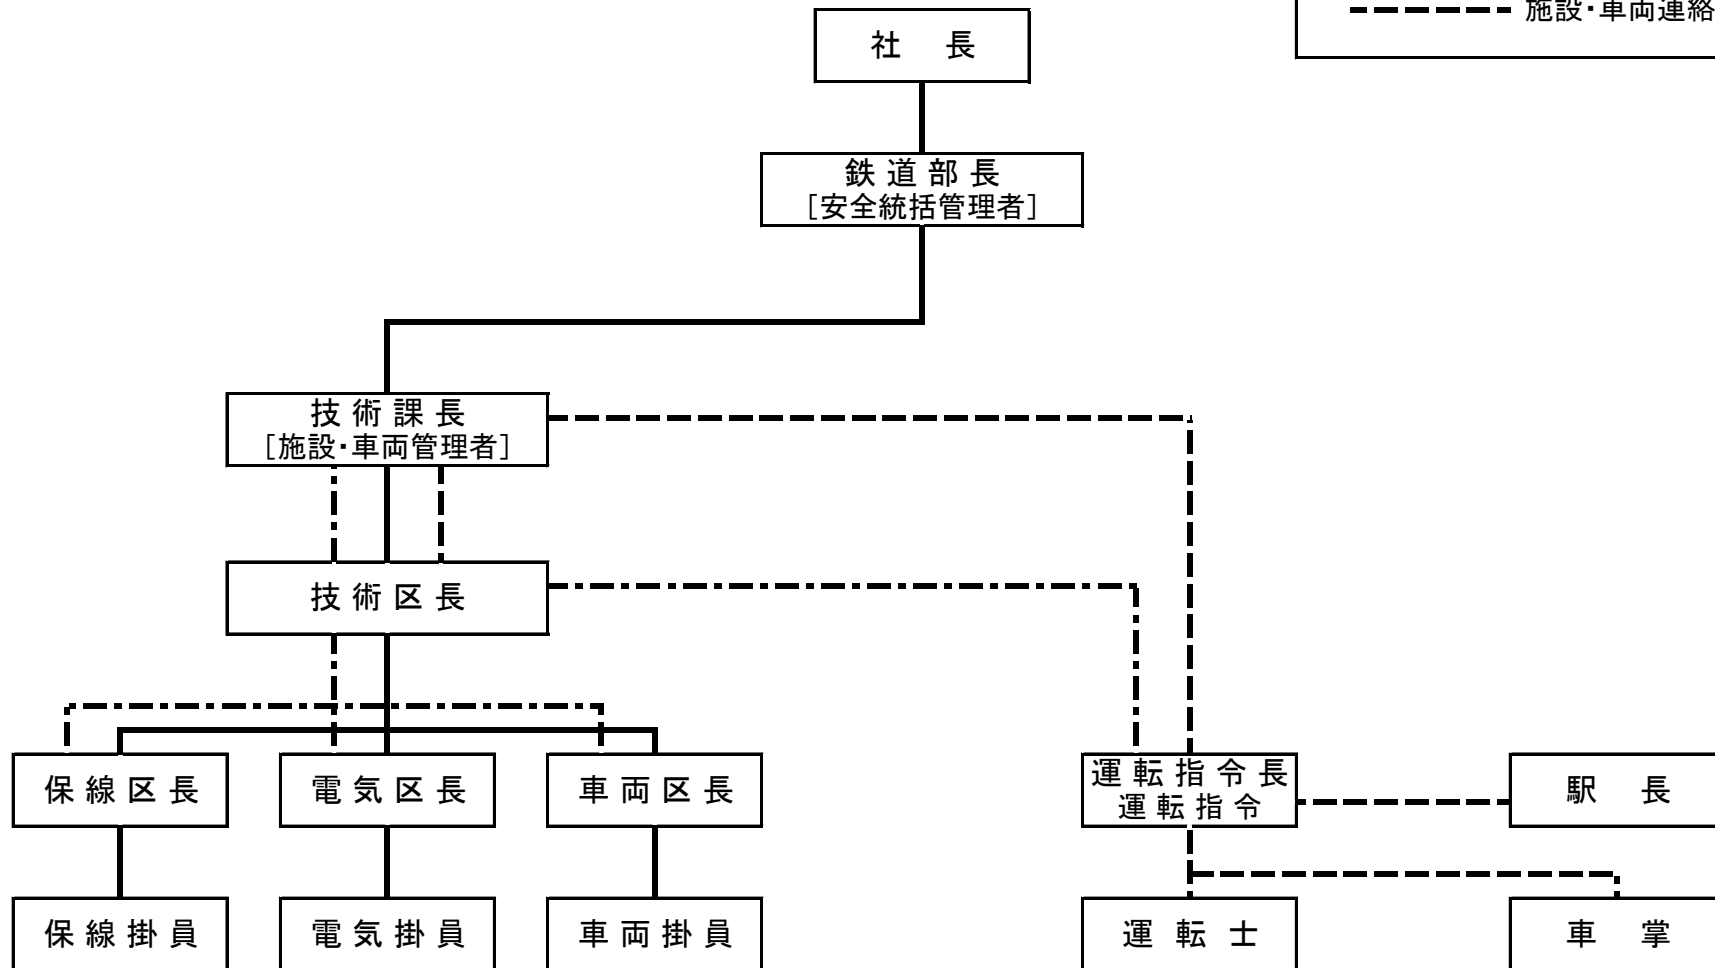 施設・車両連絡
社 長
鉄道部長
[安全統括管理者]
技術課長
[施設・車両管理者]
技術区長
保線区長
電気区長
車両区長
運転指令長
運転指令
駅 長
保線掛員
電気掛員
車両掛員
運転士
車 掌